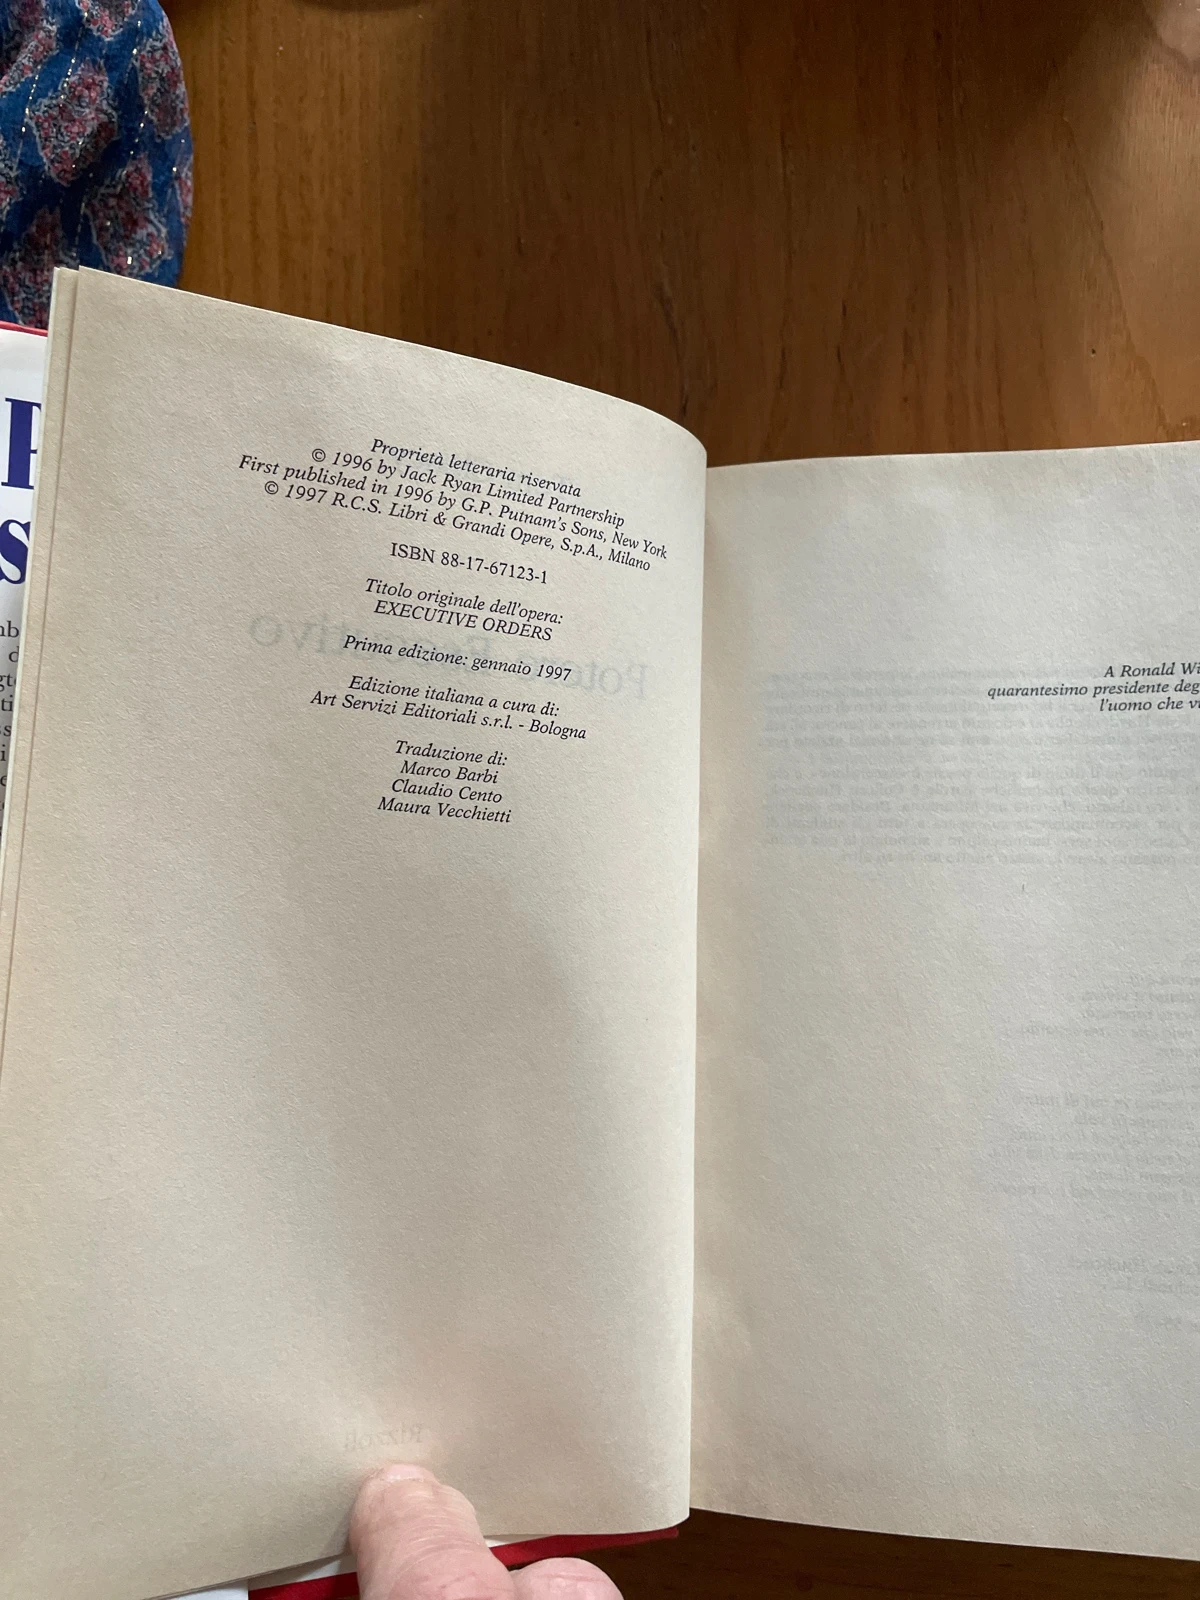 Proprietà letteraria riservata
© 1996 by Jack Ryan Limited Partnership
First published in 1996 by G.P. Putnam's Sons, New York
© 1997 R.C.S. Libri & Grandi Opere, S.p.A., Milano
ISBN 88-17-67123-1
Titolo originale dell'opera:
EXECUTIVE ORDERS
Prima edizione: gennaio 1997
Edizione italiana a cura di:
Art Servizi Editoriali s.r.l. - Bologna
Traduzione di:
Marco Barbi
Claudio Cento
Maura Vecchietti
A Ronald Wi
quarantesimo presidente deg
l'uomo che v